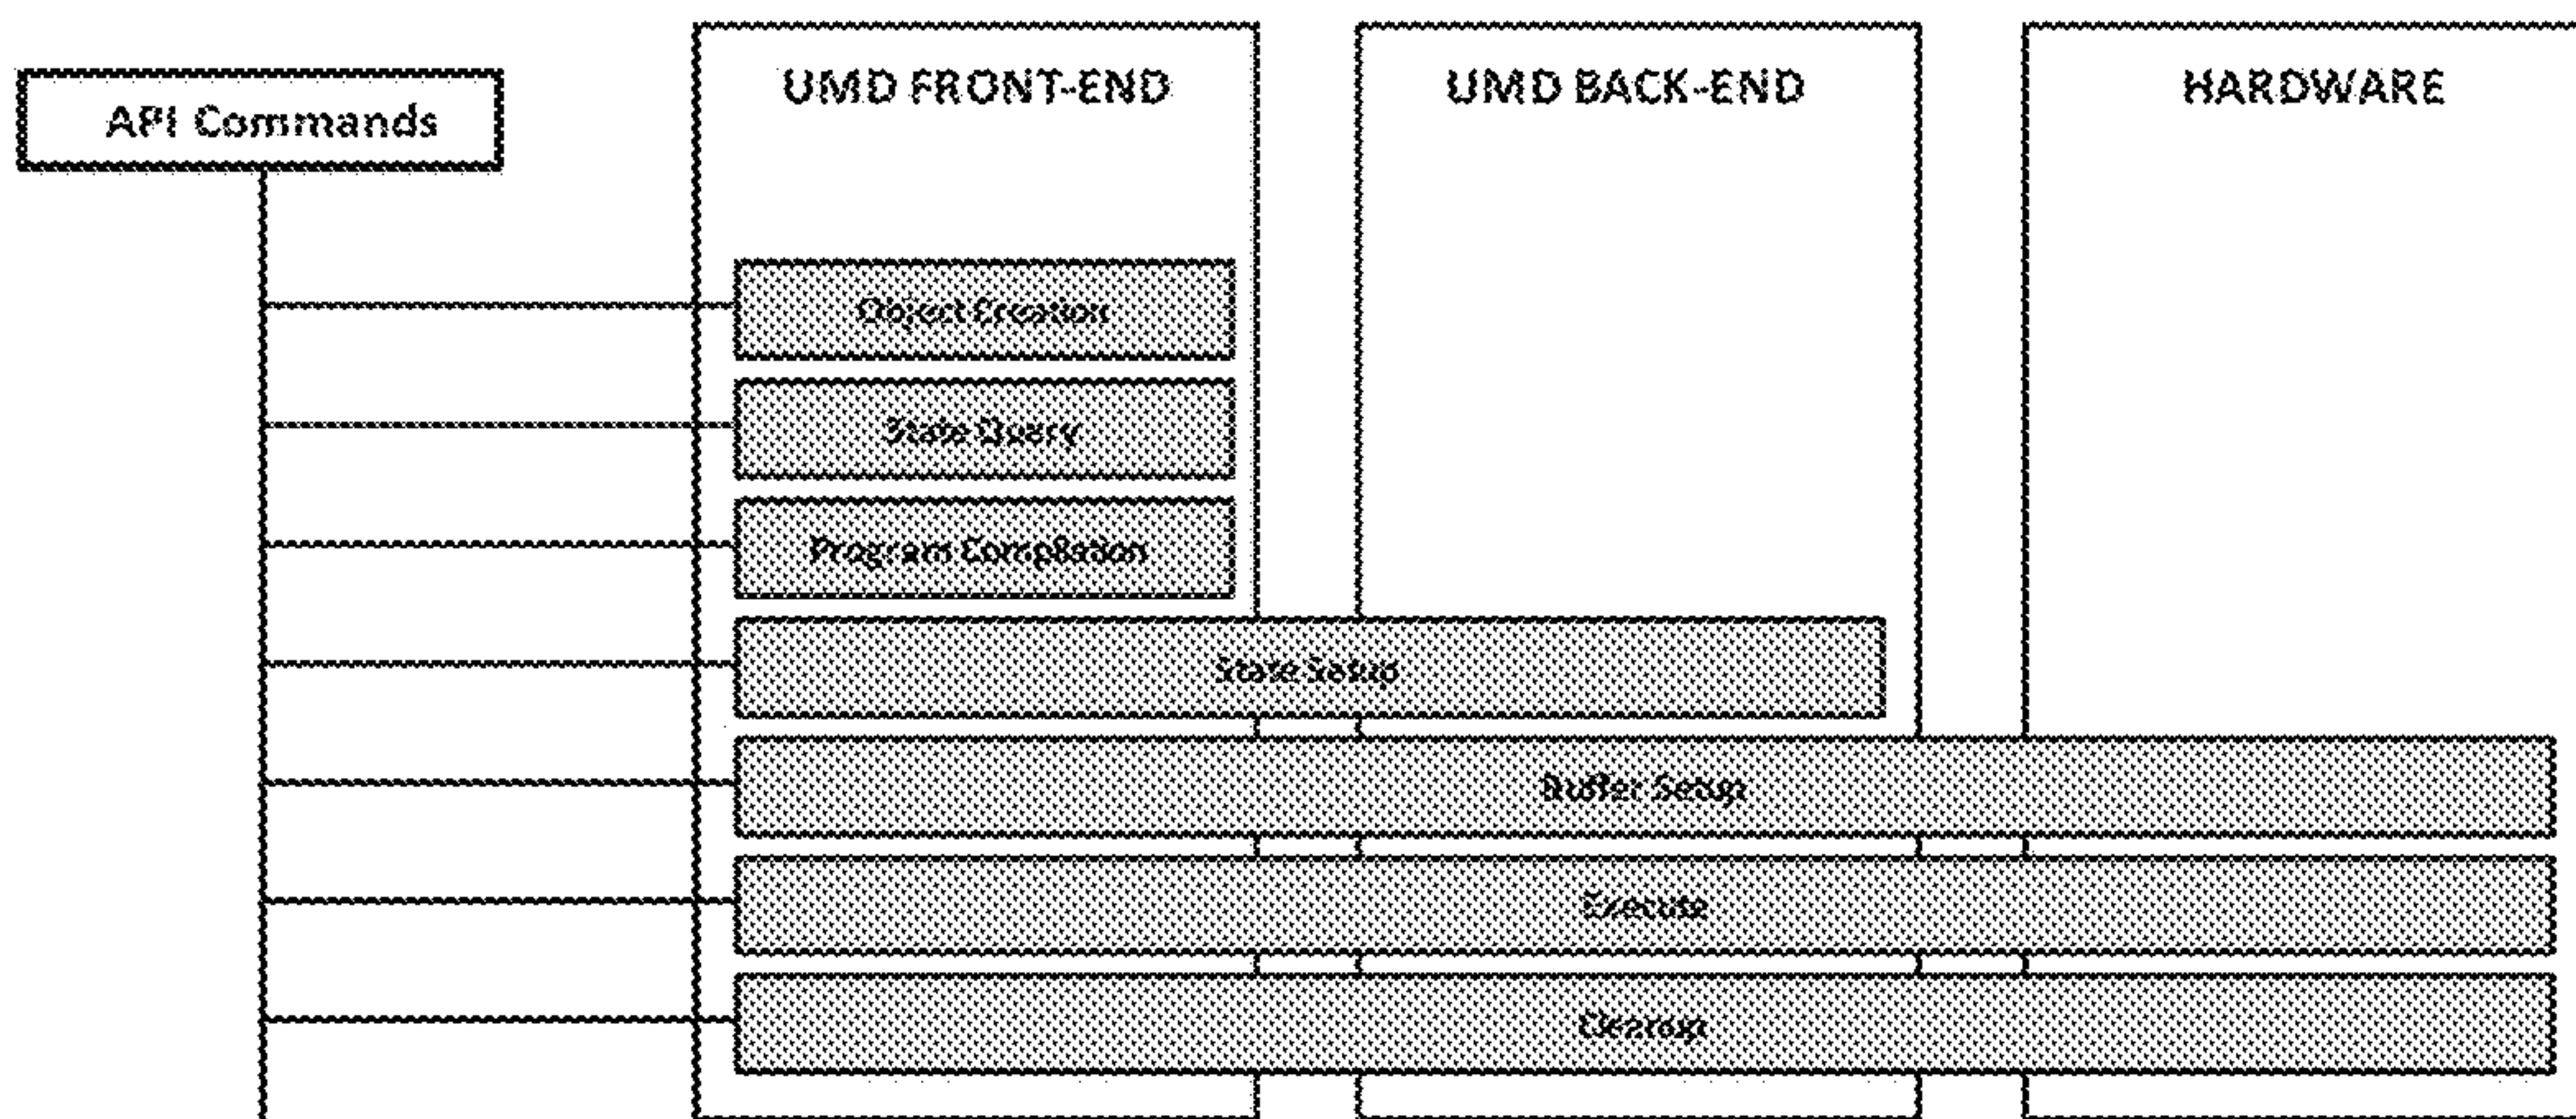 API Commands
UMD FRONT-END
UMD BACK-END
HARDWARE
Object Creation
State Query
Program Compilation
State Setup
Buffer Setup
Execute
Cleanup